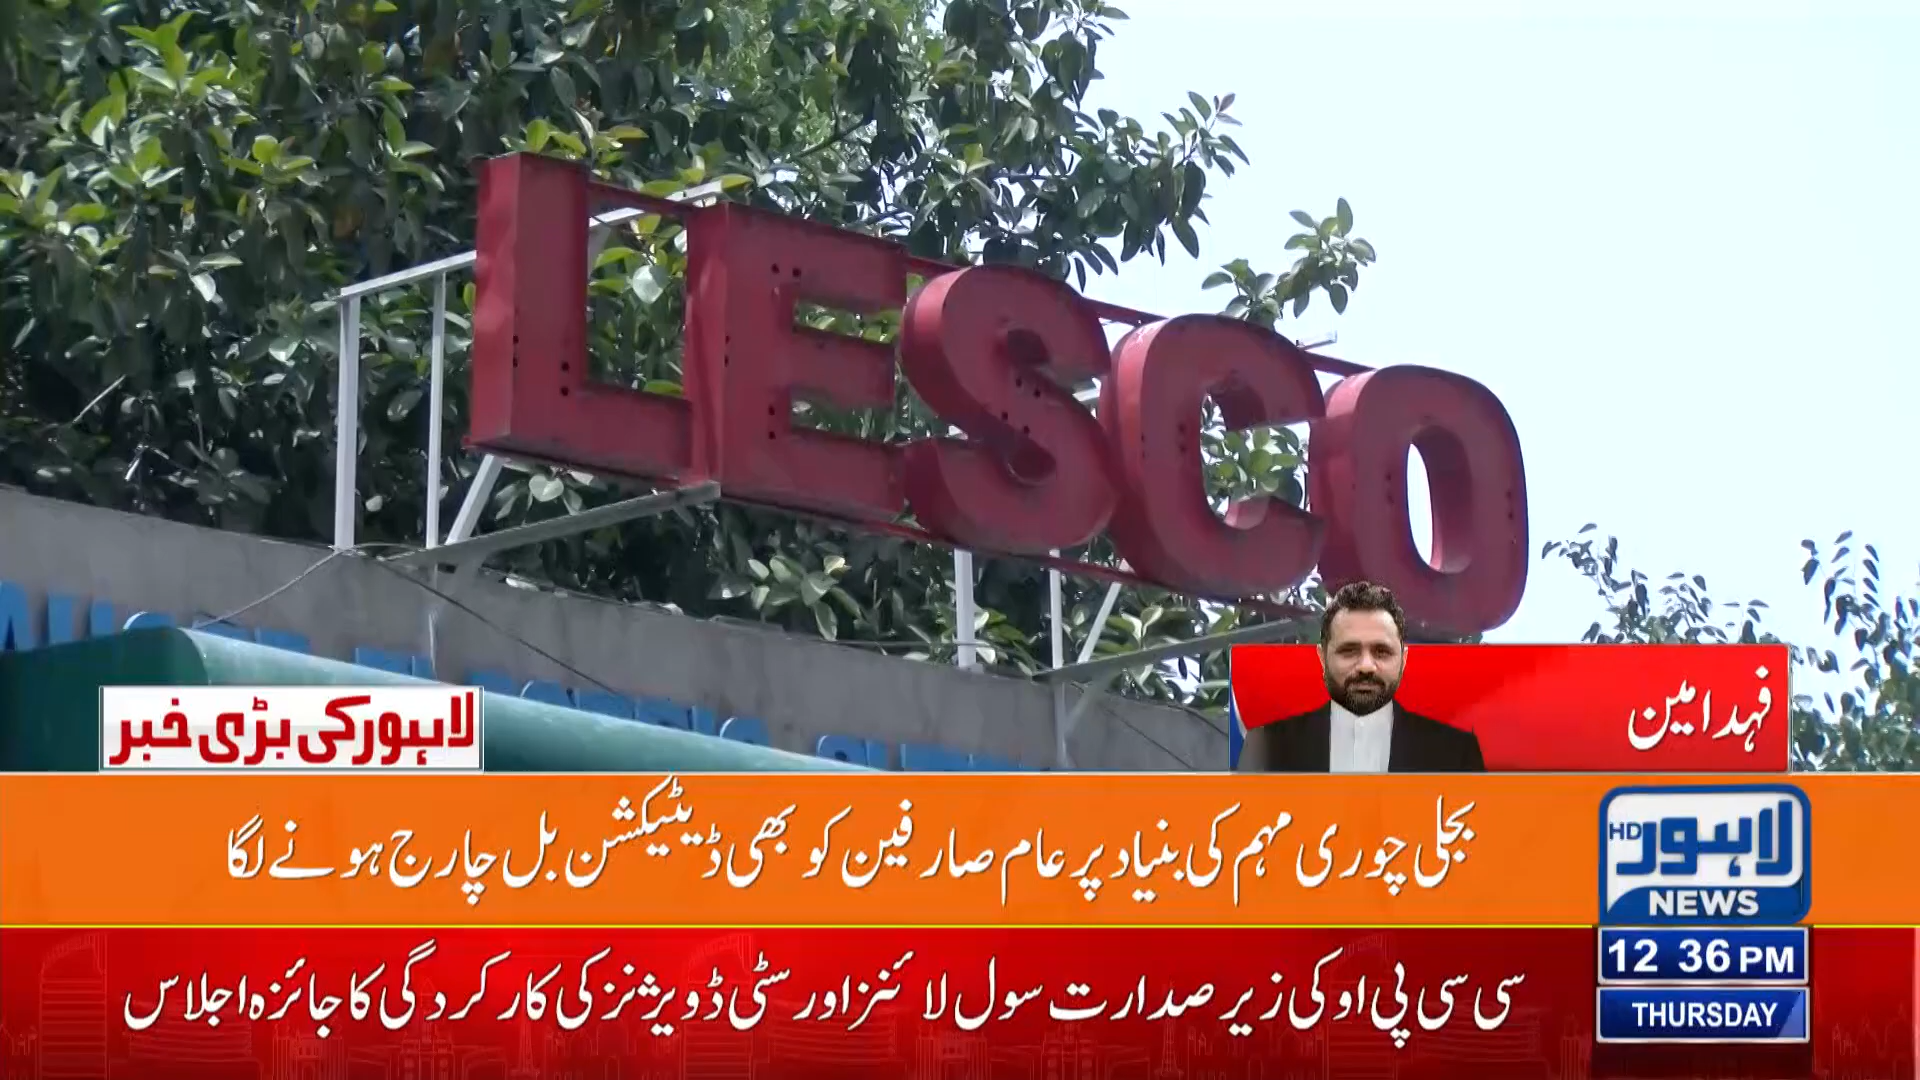 LESCO
فہد امین
لاہور کی بڑی خبر
بجلی چوری مہم کی بنیاد پر عام صارفین کو بھی ڈیٹیکشن بل چارج ہونے لگا
لاہور
HD
NEWS
سی سی پی او کی زیر صدارت سول لائنز اور سٹی ڈویژنز کی کارکردگی کا جائزہ اجلاس
12 36 PM
THURSDAY